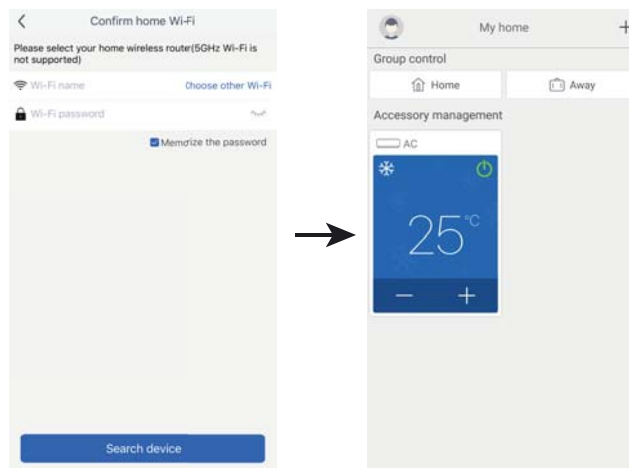 Confirm home Wi-Fi
Please select your home wireless router(5GHz Wi-Fi is
not supported)
Wi-Fi name
Choose other Wi-Fi
Wi-Fi password
Memorize the password
Search device
My home
Group control
Home
Away
Accessory management
AC
25°C